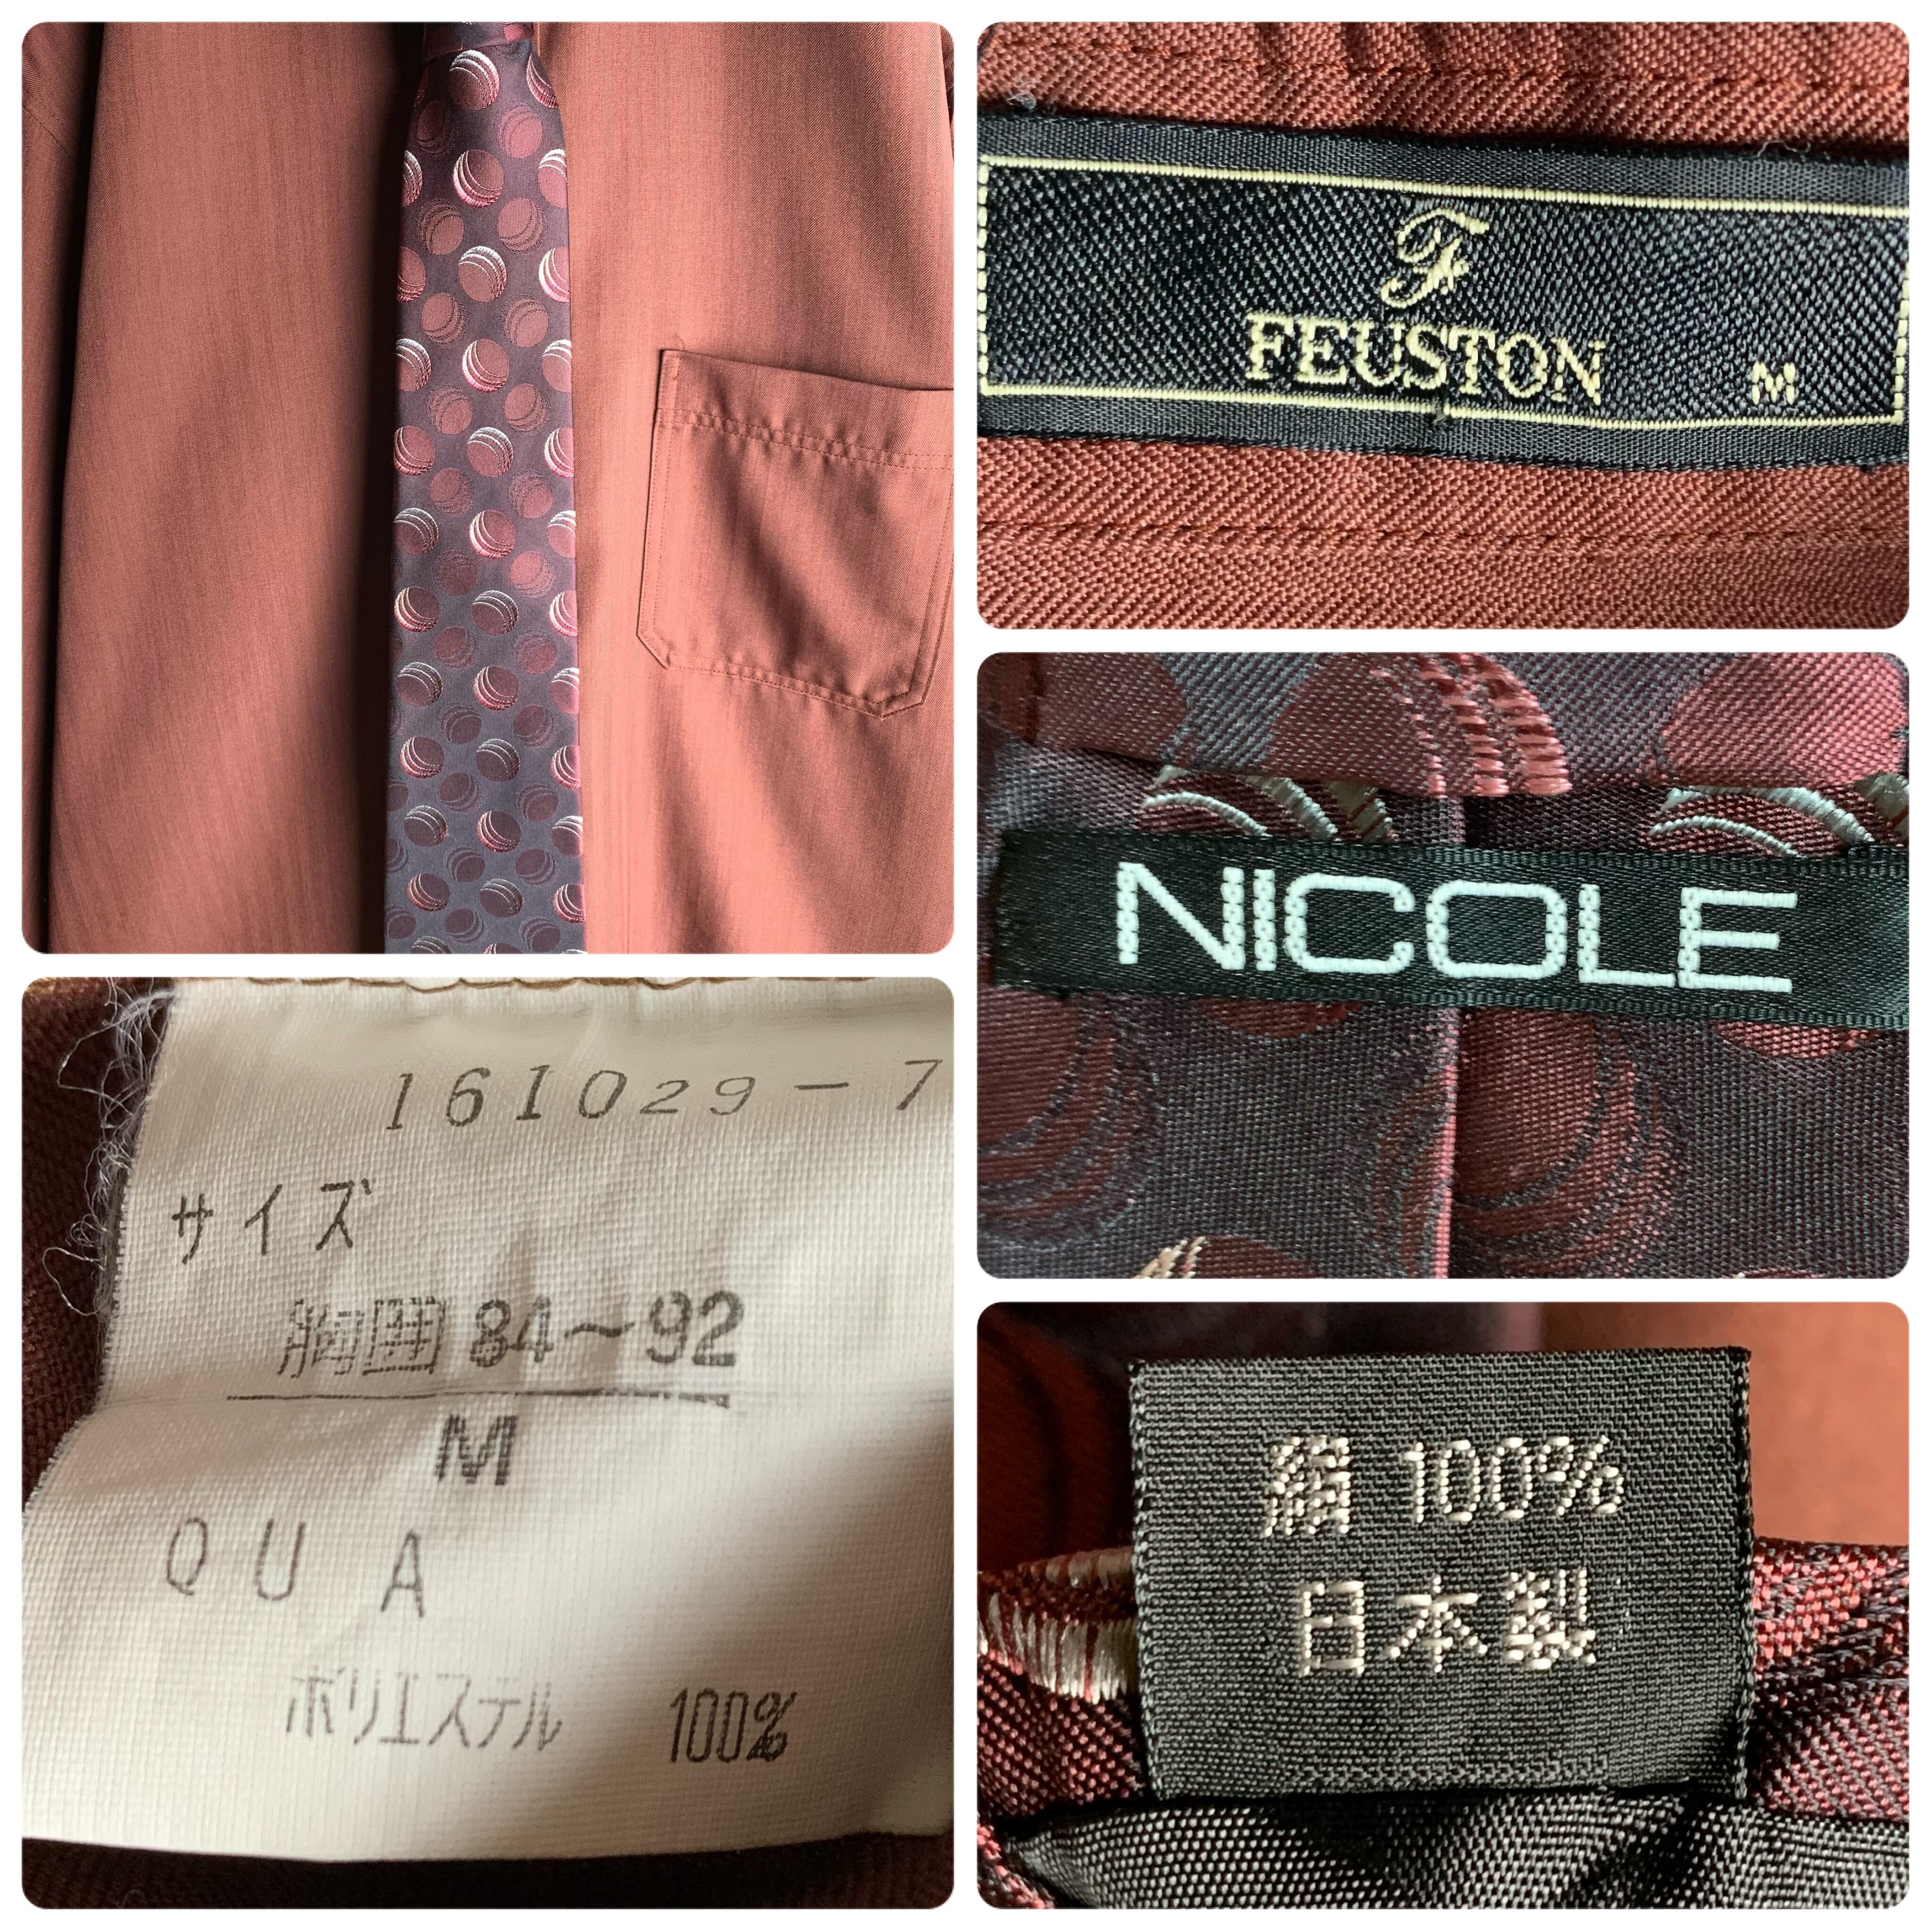 F
FEUSTON M
NICOLE
161029-7
サイズ
胸囲 84~92
M
QUA
ポリエステル 100%
絹 100%
日本製